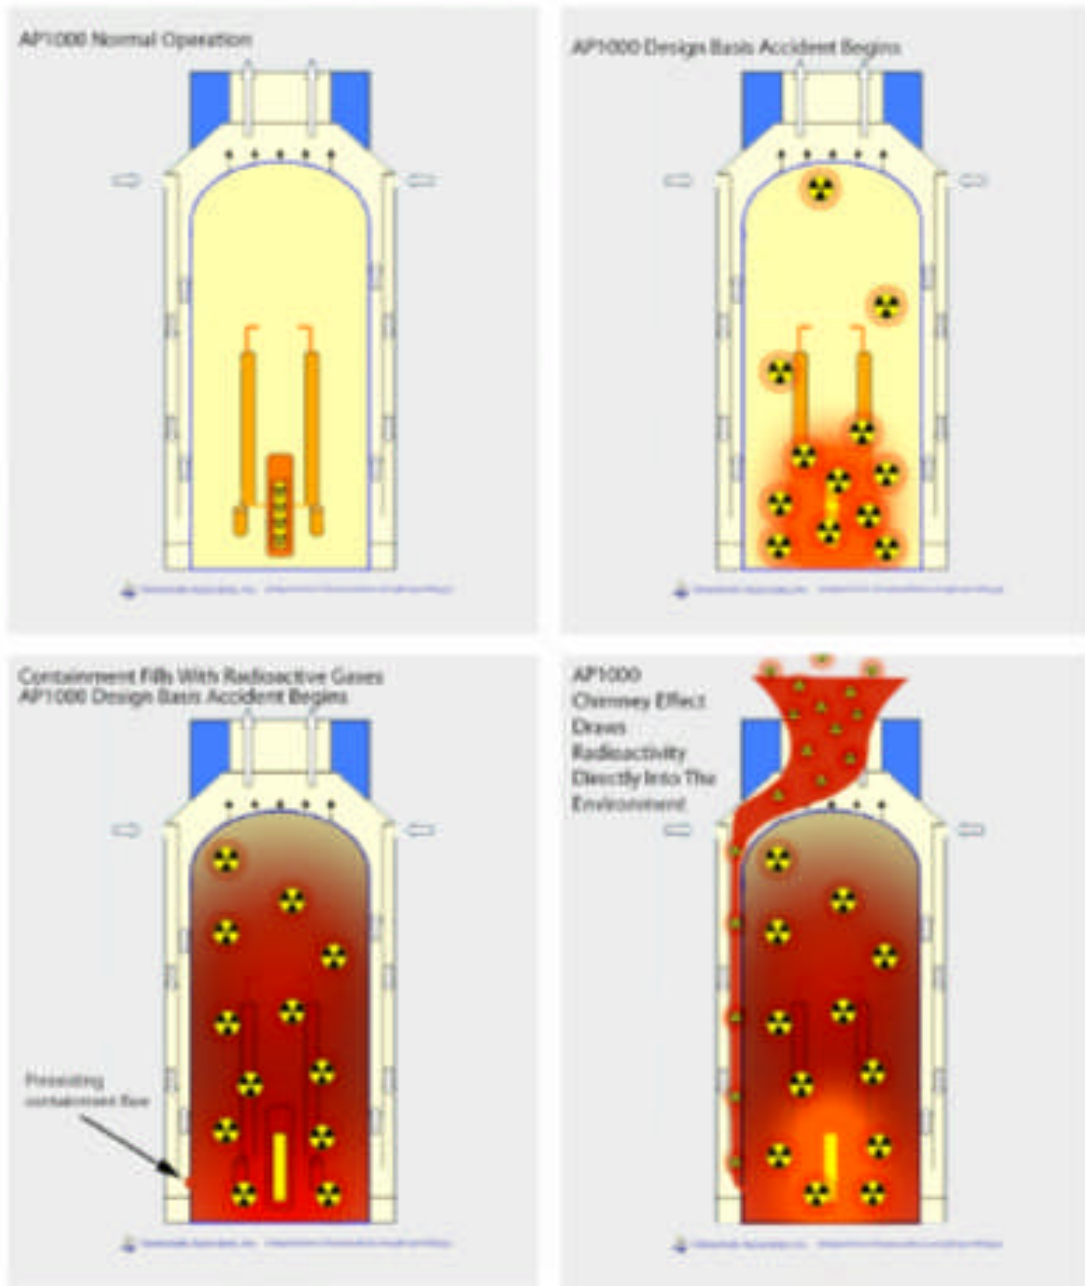 AP1000 Normal Operation
AP1000 Design Basis Accident Begins
Containment Fills With Radioactive Gases
AP1000 Design Basis Accident Begins
containment flaw
AP1000
Chimney Effect
Draws
Radioactivity
Directly Into The
Environment